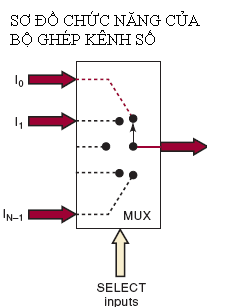 SƠ ĐỒ CHỨC NĂNG CỦA
BỘ GHÉP KÊNH SỐ
I0
I1
IN–1
MUX
SELECT
inputs